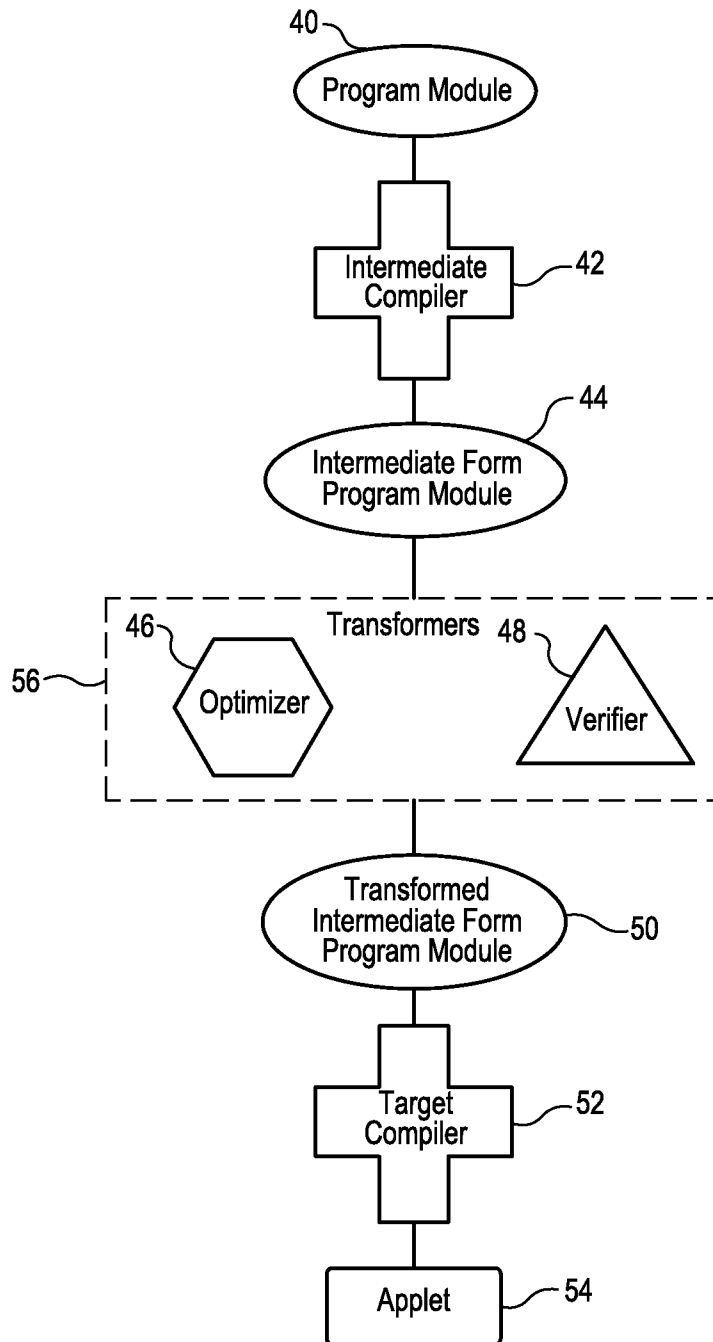 40
Program Module
Intermediate
Compiler
42
44
Intermediate Form
Program Module
Transformers
46
48
56
Optimizer
Verifier
Transformed
Intermediate Form
Program Module
50
Target
Compiler
52
Applet
54